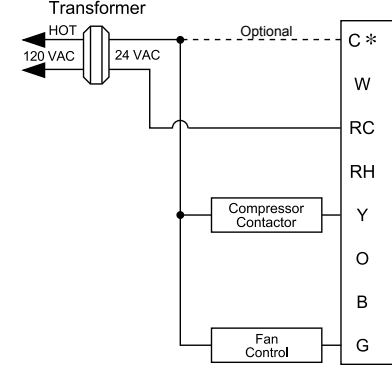 Transformer
HOT
120 VAC
24 VAC
Optional
C*
W
RC
RH
Compressor
Contactor
Y
O
B
Fan
Control
G